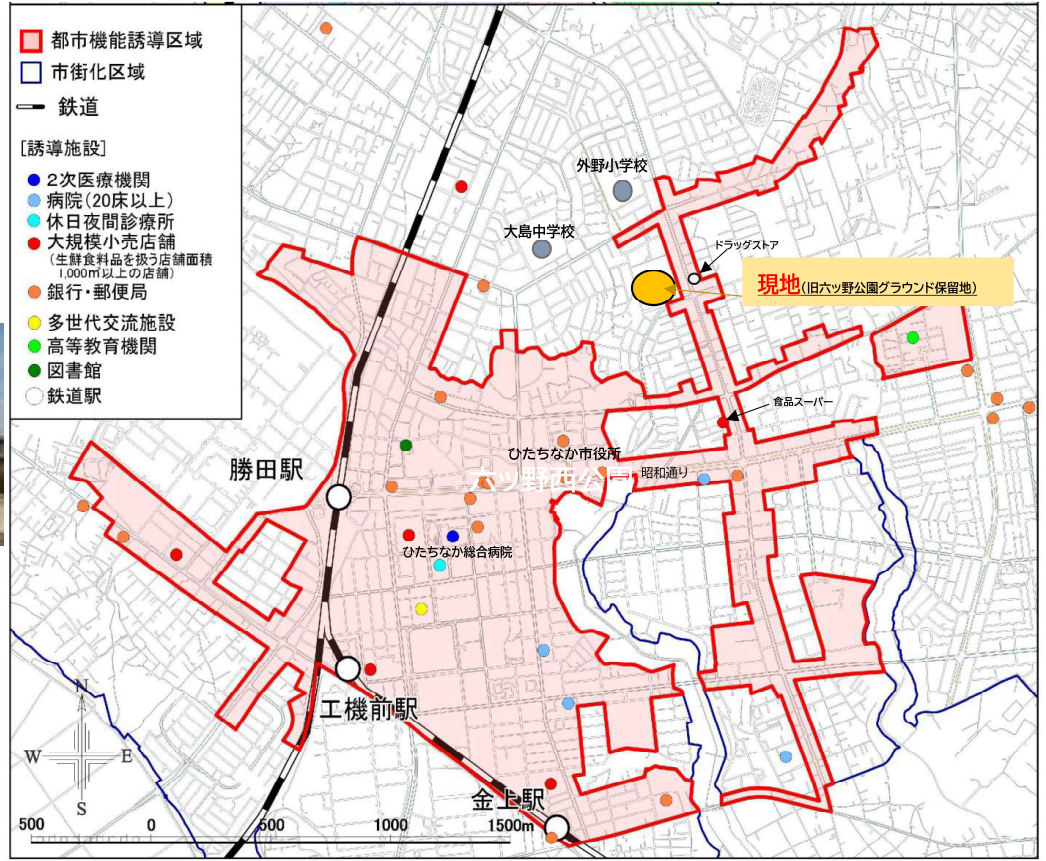 都市機能誘導区域
市街化区域
鉄道
[誘導施設]
2次医療機関
病院(20床以上)
休日夜間診療所
大規模小売店舗
(生鮮食料品を扱う店舗面積
1,000㎡以上の店舗)
銀行・郵便局
多世代交流施設
高等教育機関
図書館
鉄道駅
外野小学校
大島中学校
ドラッグストア
現地(旧六ッ野公園グラウンド保留地)
食品スーパー
ひたちなか市役所
六ッ野西公園
昭和通り
勝田駅
ひたちなか総合病院
工機前駅
金上駅
N
W
E
S
500
0
500
1000
1500m